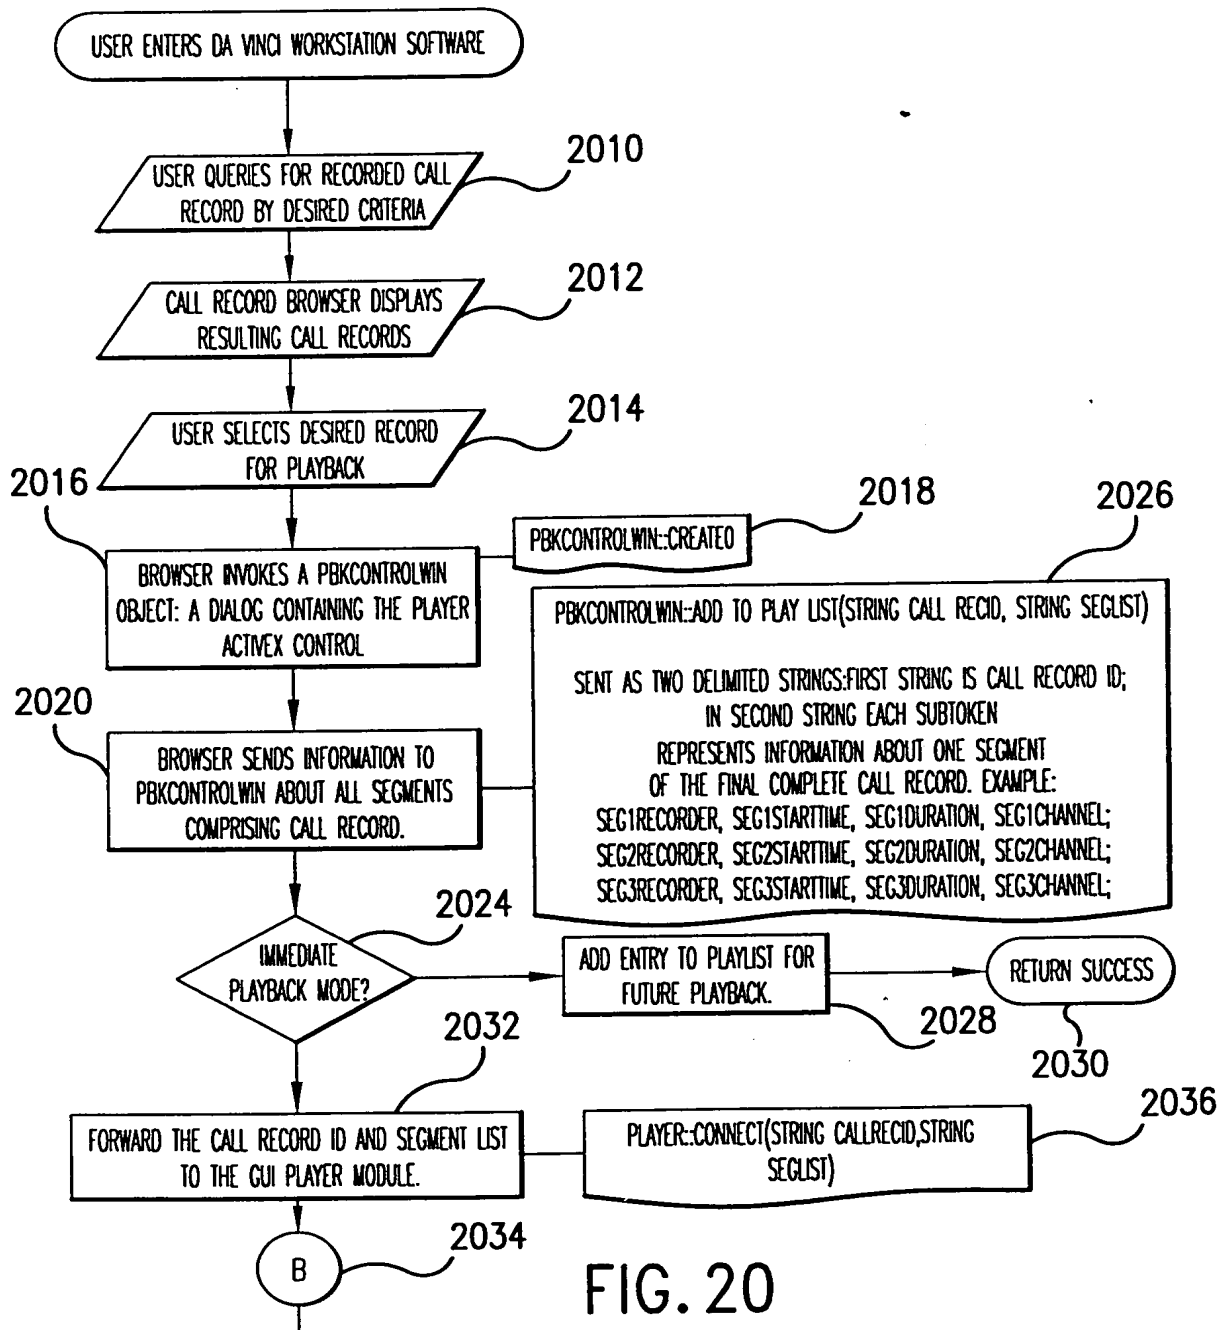 USER ENTERS DA VINCI WORKSTATION SOFTWARE
2010
USER QUERIES FOR RECORDED CALL
RECORD BY DESIRED CRITERIA
2012
CALL RECORD BROWSER DISPLAYS
RESULTING CALL RECORDS
2014
USER SELECTS DESIRED RECORD
FOR PLAYBACK
2016
2018
2026
PBKCONTROLWIN::CREATED
BROWSER INVOKES A PBKCONTROLWIN
OBJECT: A DIALOG CONTAINING THE PLAYER
ACTIVEX CONTROL
PBKCONTROLWIN::ADD TO PLAY LIST(STRING CALL RECID, STRING SEGLIST)
SENT AS TWO DELIMITED STRINGS:FIRST STRING IS CALL RECORD ID;
IN SECOND STRING EACH SUBTOKEN
REPRESENTS INFORMATION ABOUT ONE SEGMENT
OF THE FINAL COMPLETE CALL RECORD. EXAMPLE:
SEG1RECORDER, SEG1STARTTIME, SEG1DURATION, SEG1CHANNEL;
SEG2RECORDER, SEG2STARTTIME, SEG2DURATION, SEG2CHANNEL;
SEG3RECORDER, SEG3STARTTIME, SEG3DURATION, SEG3CHANNEL;
2020
BROWSER SENDS INFORMATION TO
PBKCONTROLWIN ABOUT ALL SEGMENTS
COMPRISING CALL RECORD.
2024
IMMEDIATE
PLAYBACK MODE?
ADD ENTRY TO PLAYLIST FOR
FUTURE PLAYBACK.
2028
RETURN SUCCESS
2030
2032
FORWARD THE CALL RECORD ID AND SEGMENT LIST
TO THE GUI PLAYER MODULE.
2036
PLAYER::CONNECT(STRING CALLRECID,STRING
SEGLIST)
B
2034
FIG. 20